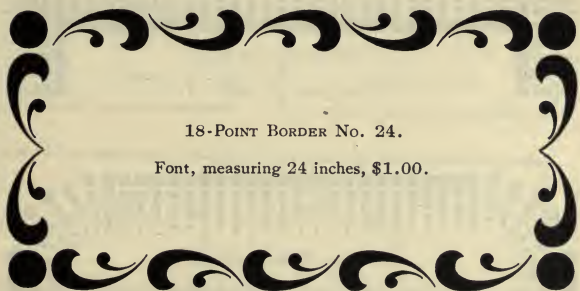 18-Point Border No. 24.
Font, measuring 24 inches, $1.00.